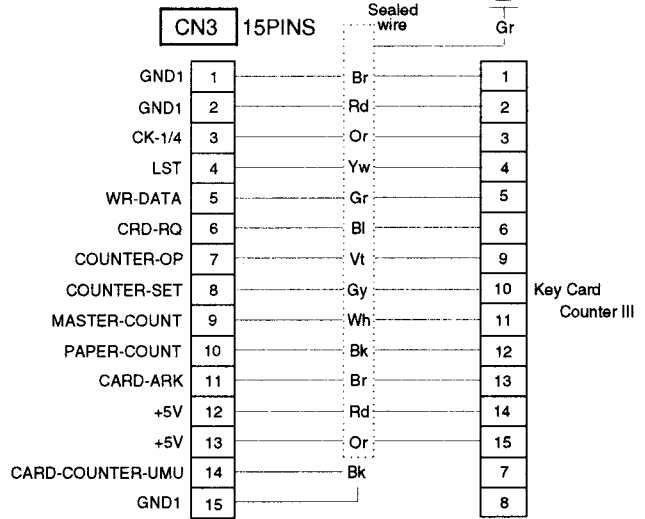 Sealed
wire
CN3 15PINS Gr
GND1 1 Br 1
GND1 2 Rd 2
CK-1/4 3 Or 3
LST 4 Yw 4
WR-DATA 5 Gr 5
CRD-RQ 6 Bl 6
COUNTER-OP 7 Vt 9
COUNTER-SET 8 Gy 10 Key Card
MASTER-COUNT 9 Wh 11 Counter III
PAPER-COUNT 10 Bk 12
CARD-ARK 11 Br 13
+5V 12 Rd 14
+5V 13 Or 15
CARD-COUNTER-UMU 14 Bk 7
GND1 15 8